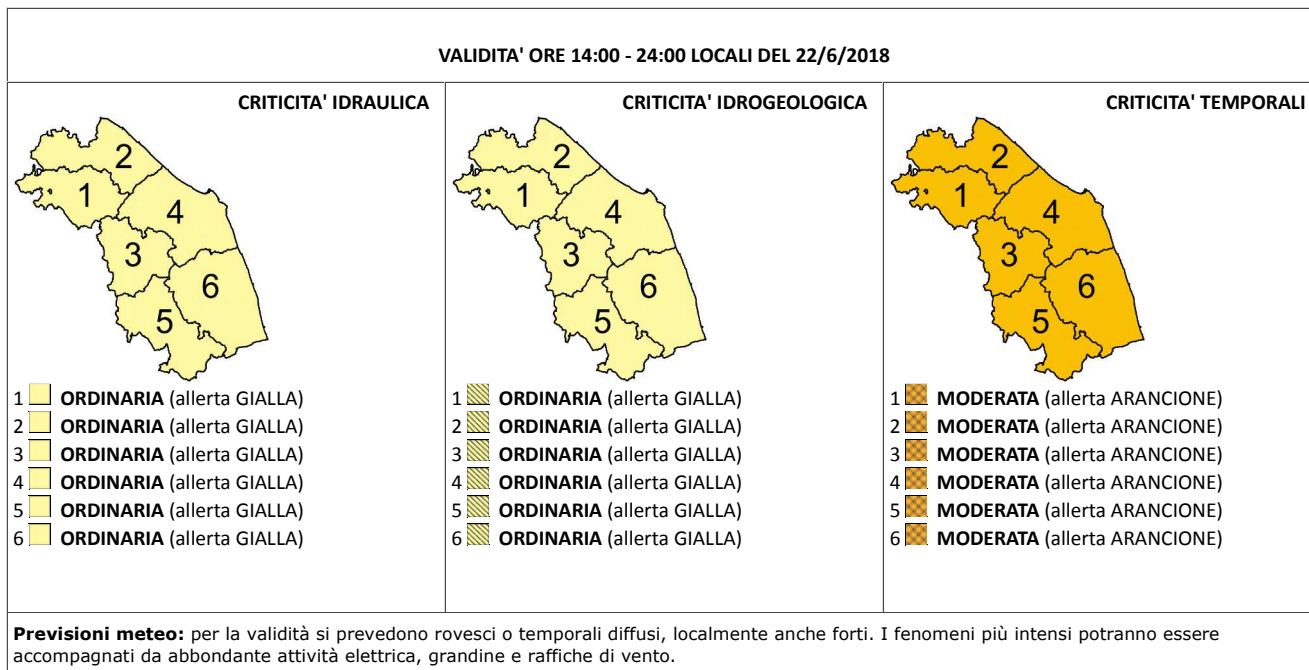 VALIDITA' ORE 14:00 - 24:00 LOCALI DEL 22/6/2018
CRITICITA' IDRAULICA
2
1
4
3
6
5
1 ORDINARIA (allerta GIALLA)
2 ORDINARIA (allerta GIALLA)
3 ORDINARIA (allerta GIALLA)
4 ORDINARIA (allerta GIALLA)
5 ORDINARIA (allerta GIALLA)
6 ORDINARIA (allerta GIALLA)
CRITICITA' IDROGEOLOGICA
2
1
4
3
6
5
1 ORDINARIA (allerta GIALLA)
2 ORDINARIA (allerta GIALLA)
3 ORDINARIA (allerta GIALLA)
4 ORDINARIA (allerta GIALLA)
5 ORDINARIA (allerta GIALLA)
6 ORDINARIA (allerta GIALLA)
CRITICITA' TEMPORALI
2
1
4
3
6
5
1 MODERATA (allerta ARANCIONE)
2 MODERATA (allerta ARANCIONE)
3 MODERATA (allerta ARANCIONE)
4 MODERATA (allerta ARANCIONE)
5 MODERATA (allerta ARANCIONE)
6 MODERATA (allerta ARANCIONE)
Previsioni meteo: per la validità si prevedono rovesci o temporali diffusi, localmente anche forti. I fenomeni più intensi potranno essere
accompagnati da abbondante attività elettrica, grandine e raffiche di vento.